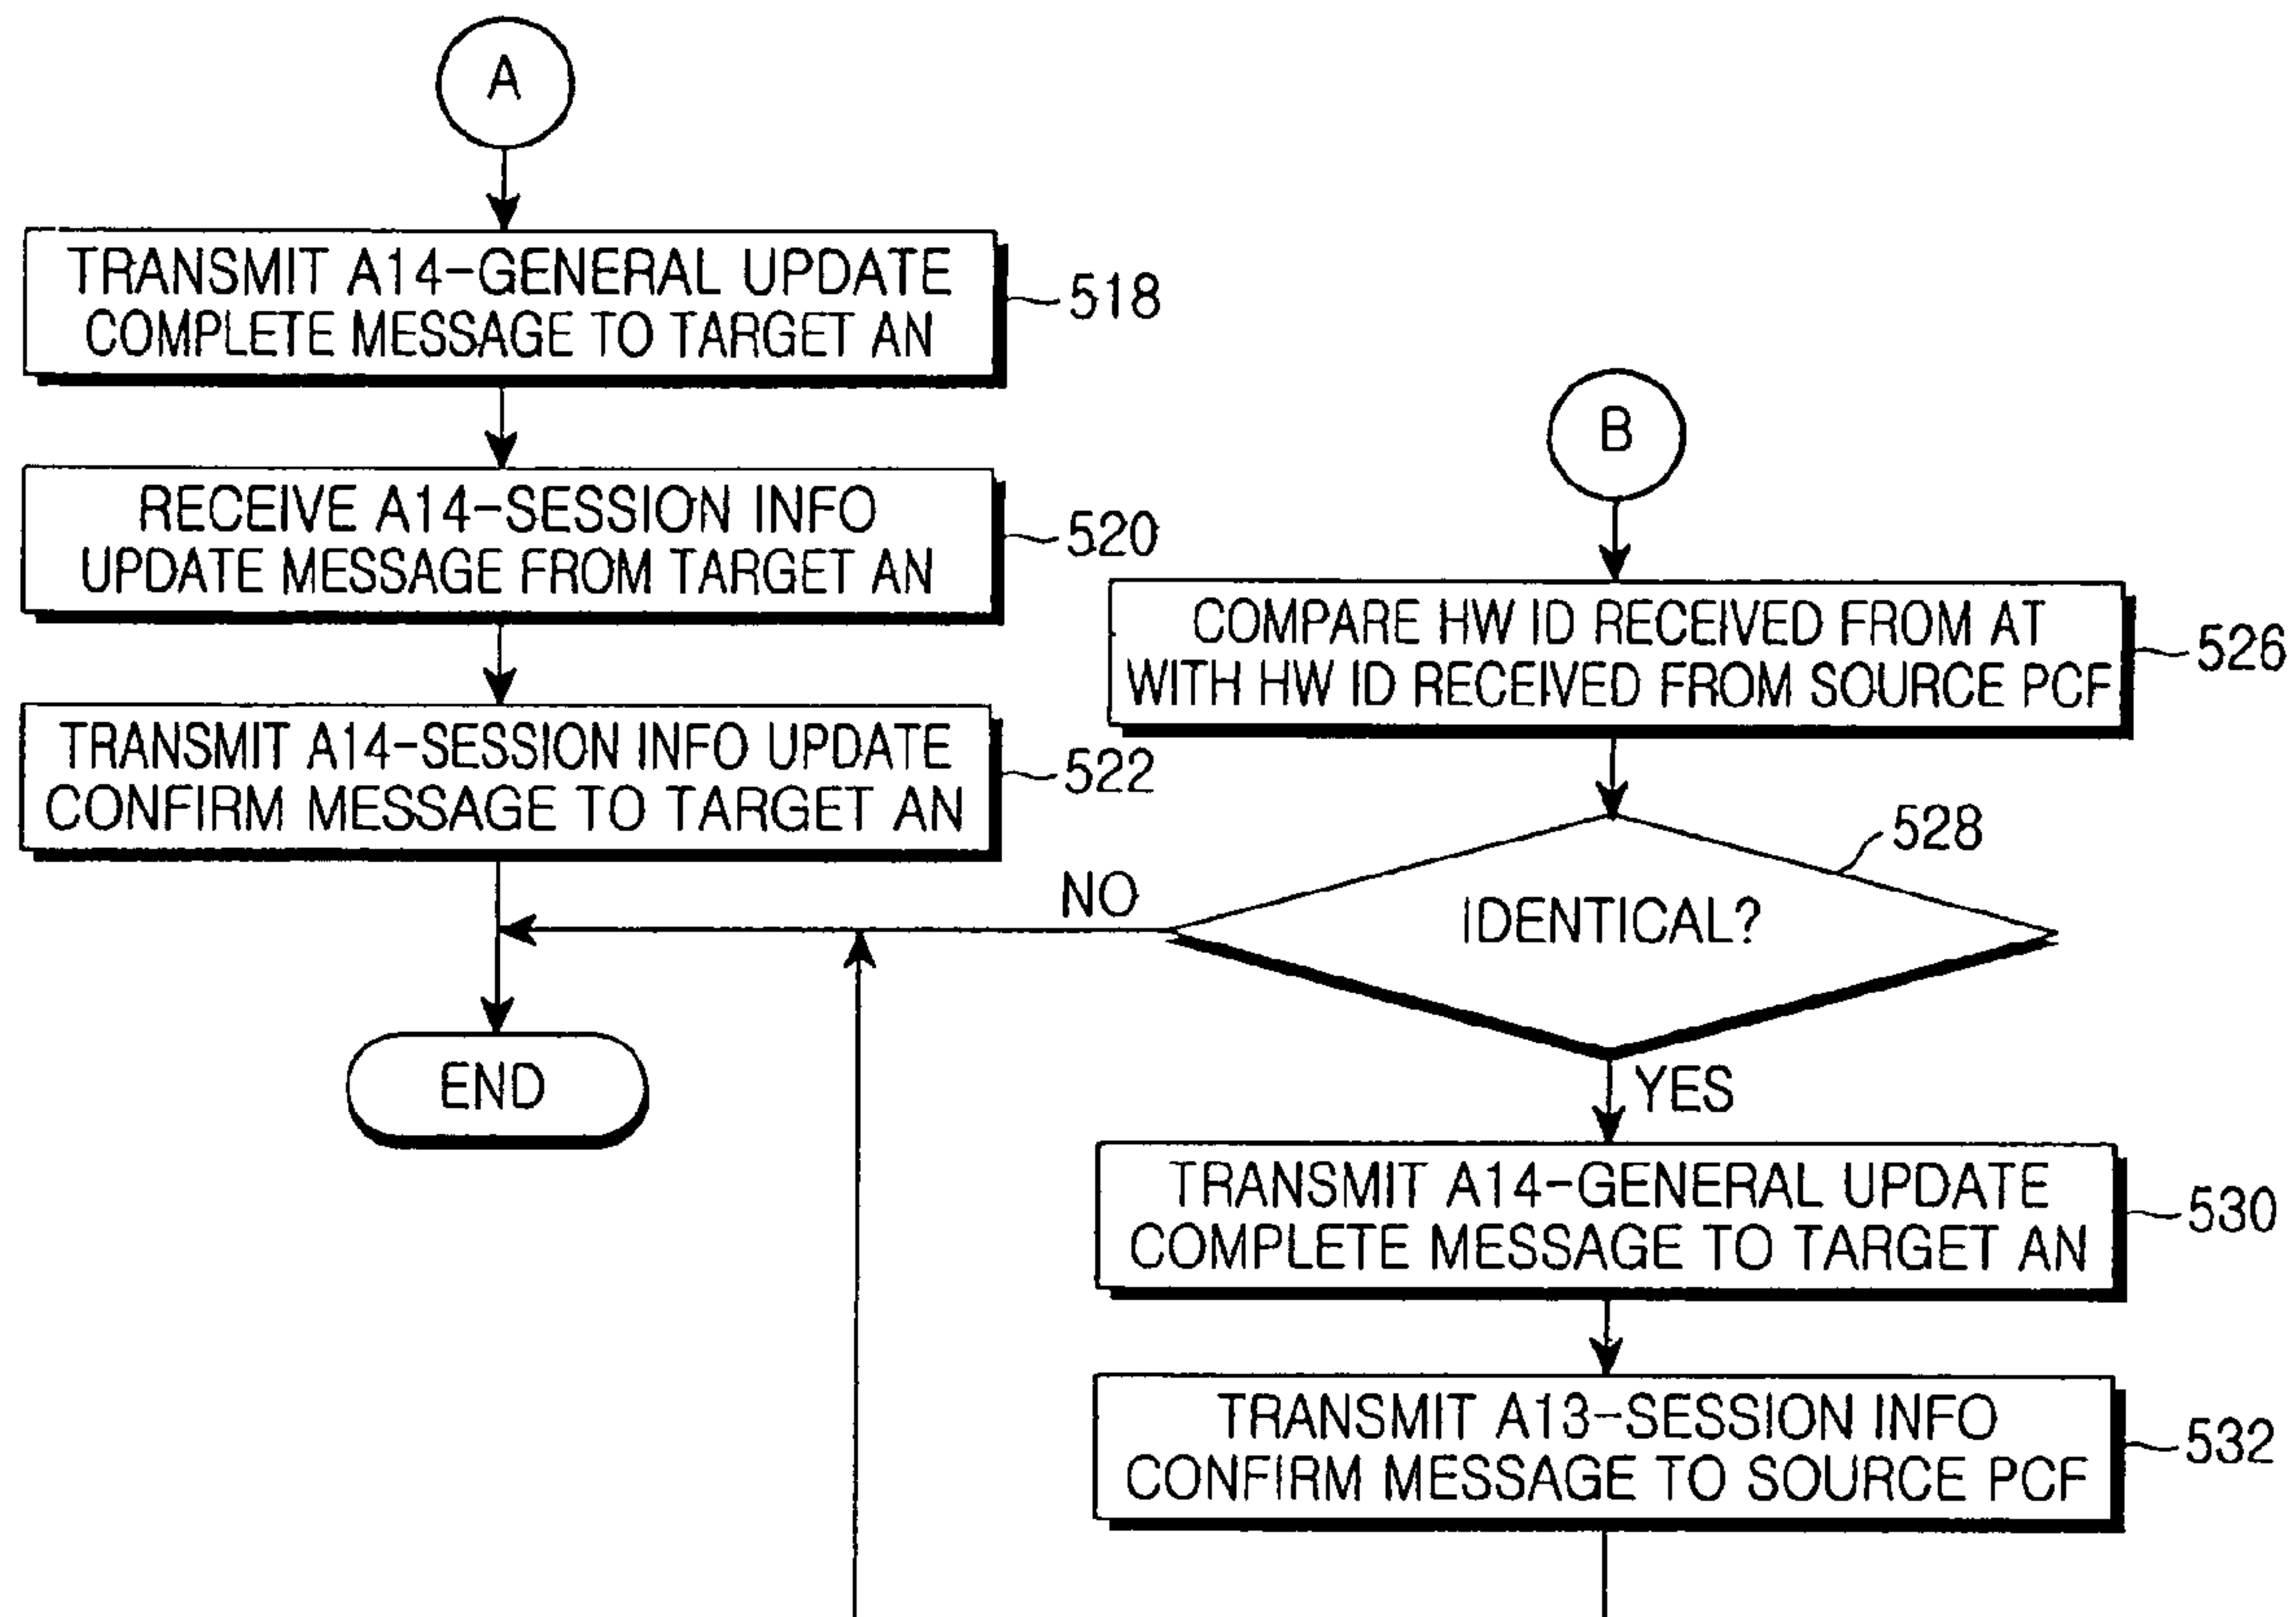 A
TRANSMIT A14-GENERAL UPDATE
COMPLETE MESSAGE TO TARGET AN
518
RECEIVE A14-SESSION INFO
UPDATE MESSAGE FROM TARGET AN
520
TRANSMIT A14-SESSION INFO UPDATE
CONFIRM MESSAGE TO TARGET AN
522
END
B
COMPARE HW ID RECEIVED FROM AT
WITH HW ID RECEIVED FROM SOURCE PCF
526
528
IDENTICAL?
NO
YES
TRANSMIT A14-GENERAL UPDATE
COMPLETE MESSAGE TO TARGET AN
530
TRANSMIT A13-SESSION INFO
CONFIRM MESSAGE TO SOURCE PCF
532